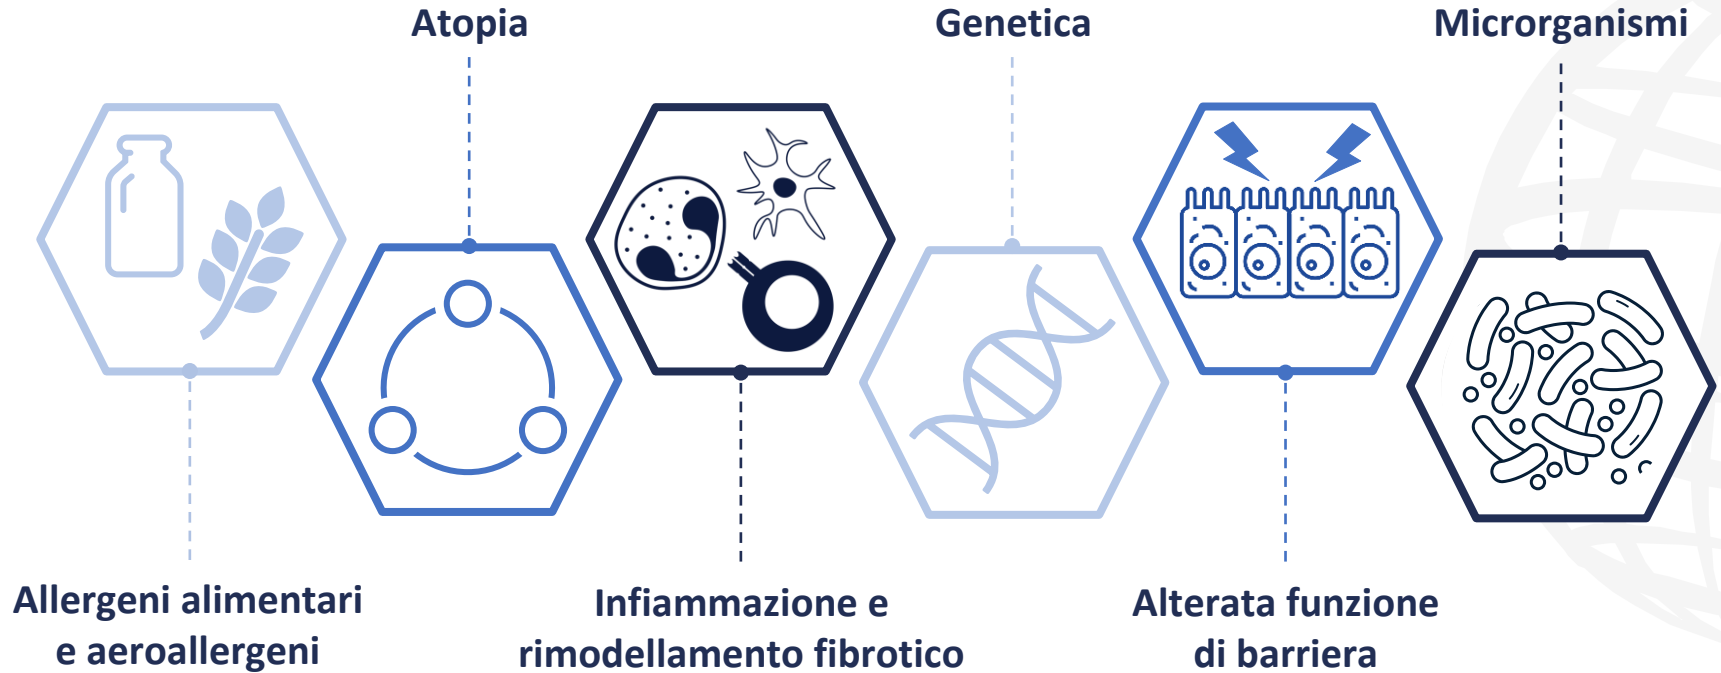 Atopia
Genetica
Microrganismi
Allergeni alimentari
e aeroallergeni
Infiammazione e
rimodellamento fibrotico
Alterata funzione
di barriera